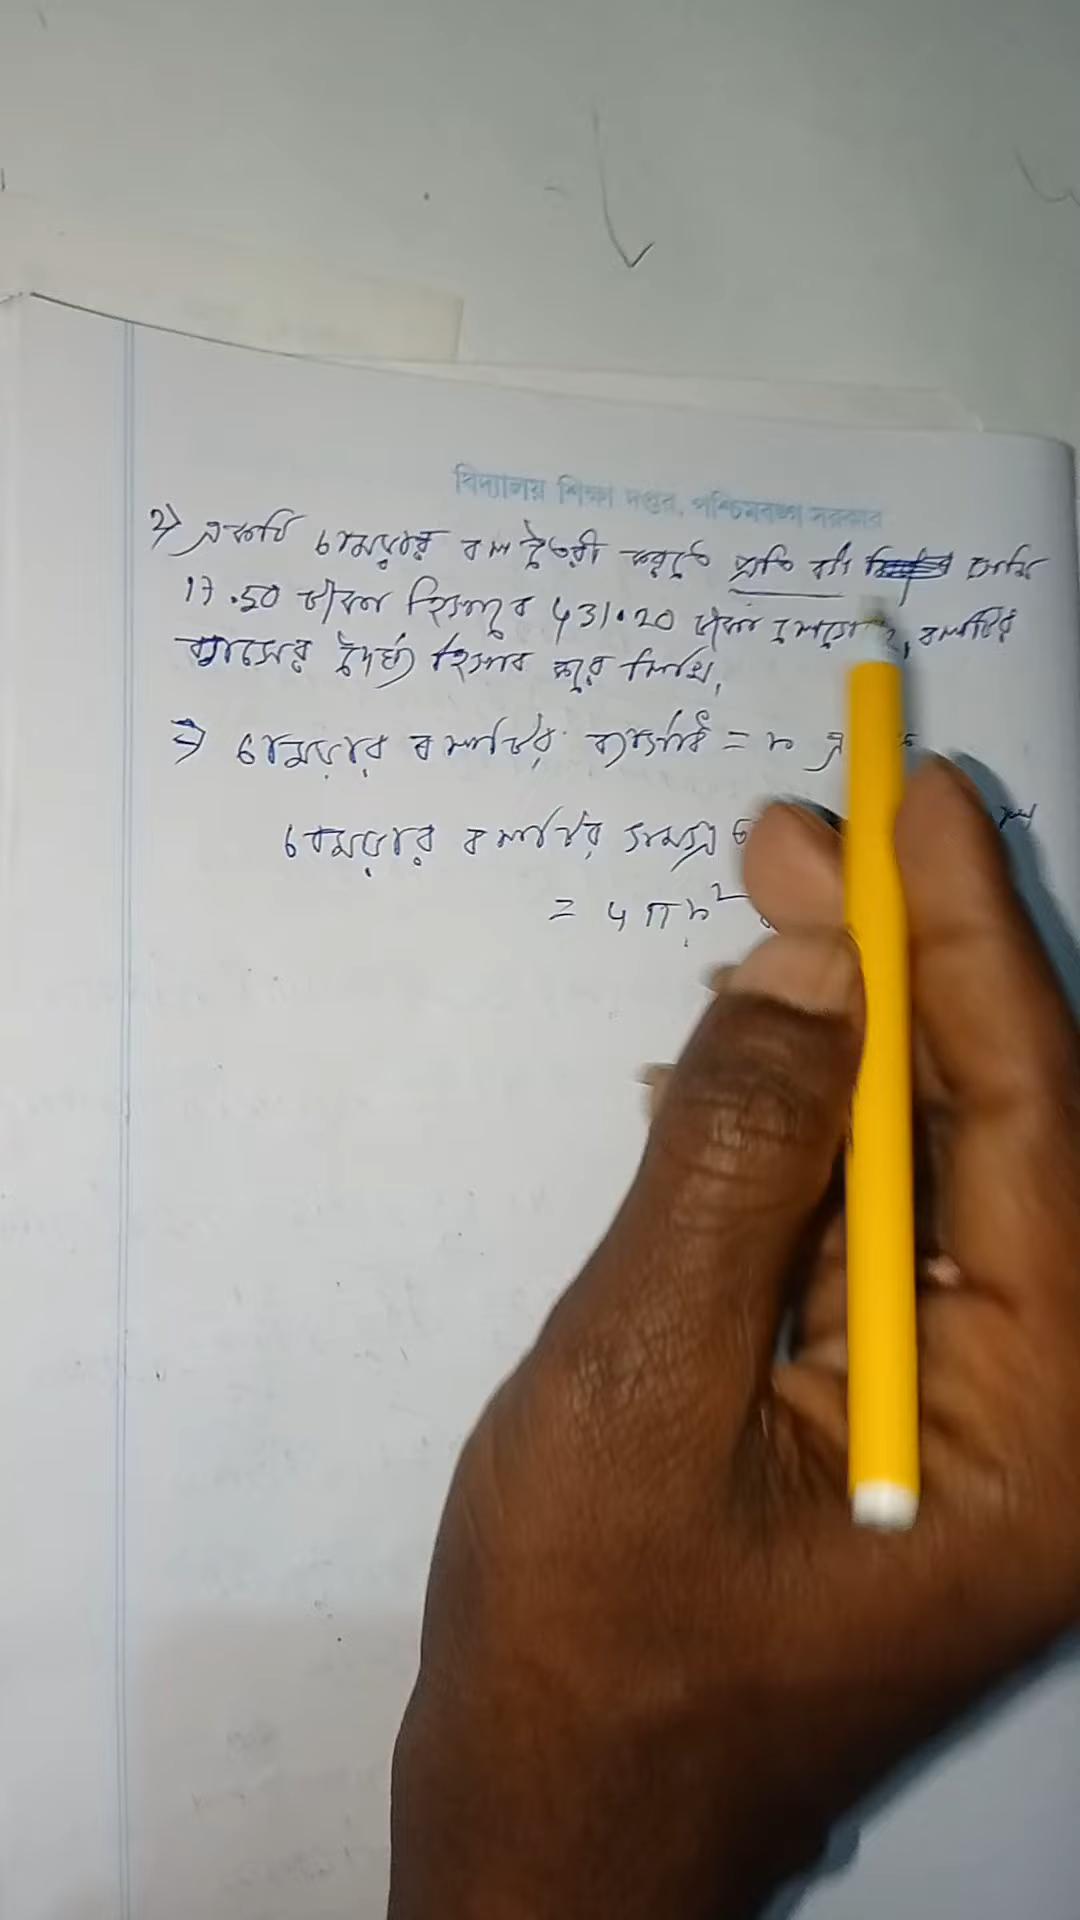 বিদ্যালয় শিক্ষা দপ্তর, পশ্চিমবঙ্গ সরকার
2) একটি চামড়ার বল তৈরী করতে প্রতি বর্গ সেমি
17.50 টাকা হিসাবে 431.20 টাকা লেগেছে, বলটির
ব্যাসের দৈর্ঘ্য হিসাব করে লিখি,
⇒ চামড়ার বলটির ব্যাসার্ধ = r
চামড়ার বলটির সমগ্র
= 4πr²